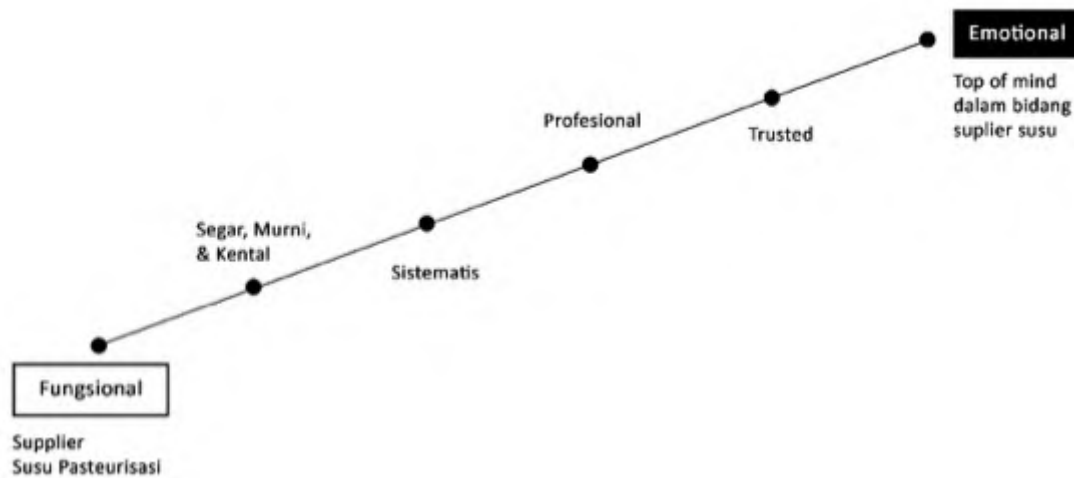 Emotional
Top of mind
dalam bidang
suplier susu
Profesional
Trusted
Segar, Murni,
& Kental
Sistematis
Fungsional
Supplier
Susu Pasteurisasi